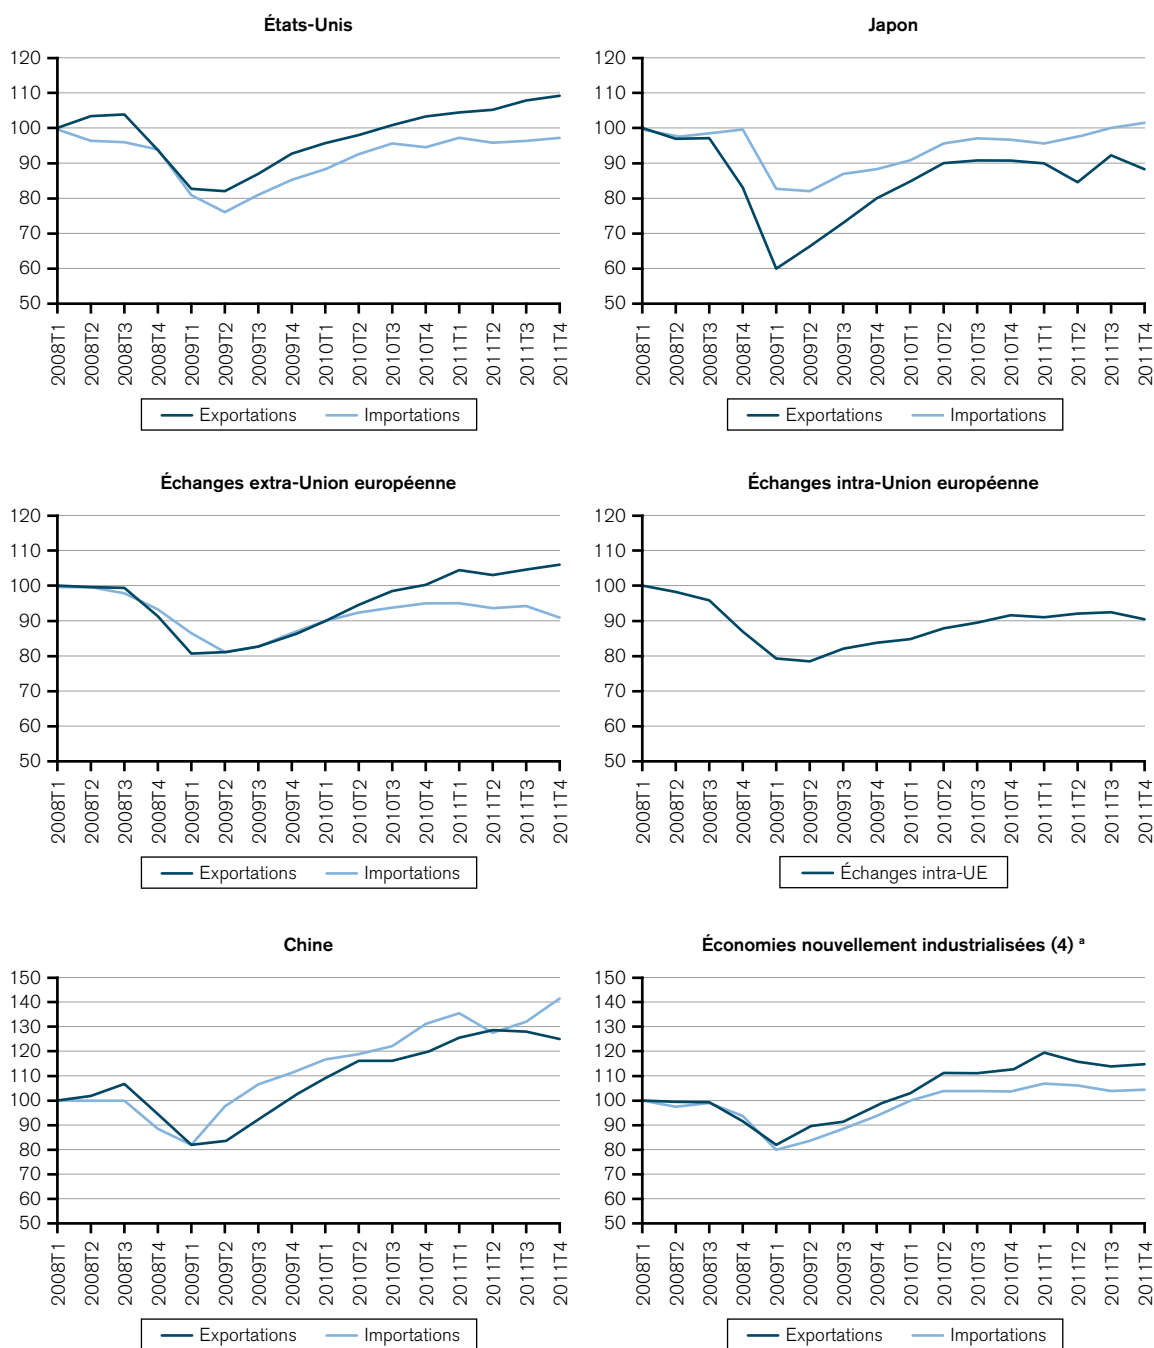 États-Unis
120
110
100
90
80
70
60
50
2008T1
2008T2
2008T3
2008T4
2009T1
2009T2
2009T3
2009T4
2010T1
2010T2
2010T3
2010T4
2011T1
2011T2
2011T3
2011T4
Exportations Importations
Japon
120
110
100
90
80
70
60
50
2008T1
2008T2
2008T3
2008T4
2009T1
2009T2
2009T3
2009T4
2010T1
2010T2
2010T3
2010T4
2011T1
2011T2
2011T3
2011T4
Exportations Importations
Échanges extra-Union européenne
120
110
100
90
80
70
60
50
2008T1
2008T2
2008T3
2008T4
2009T1
2009T2
2009T3
2009T4
2010T1
2010T2
2010T3
2010T4
2011T1
2011T2
2011T3
2011T4
Exportations Importations
Échanges intra-Union européenne
120
110
100
90
80
70
60
50
2008T1
2008T2
2008T3
2008T4
2009T1
2009T2
2009T3
2009T4
2010T1
2010T2
2010T3
2010T4
2011T1
2011T2
2011T3
2011T4
Échanges intra-UE
Chine
150
140
130
120
110
100
90
80
70
60
50
2008T1
2008T2
2008T3
2008T4
2009T1
2009T2
2009T3
2009T4
2010T1
2010T2
2010T3
2010T4
2011T1
2011T2
2011T3
2011T4
Exportations Importations
Économies nouvellement industrialisées (4) a
150
140
130
120
110
100
90
80
70
60
50
2008T1
2008T2
2008T3
2008T4
2009T1
2009T2
2009T3
2009T4
2010T1
2010T2
2010T3
2010T4
2011T1
2011T2
2011T3
2011T4
Exportations Importations